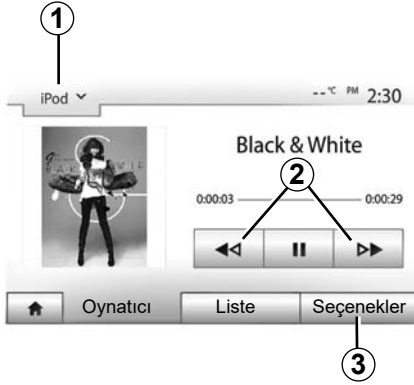 1
iPod
--°C PM 2:30
Black & White
2
0:00:03 0:00:29
Oynatıcı Liste Seçenekler
3